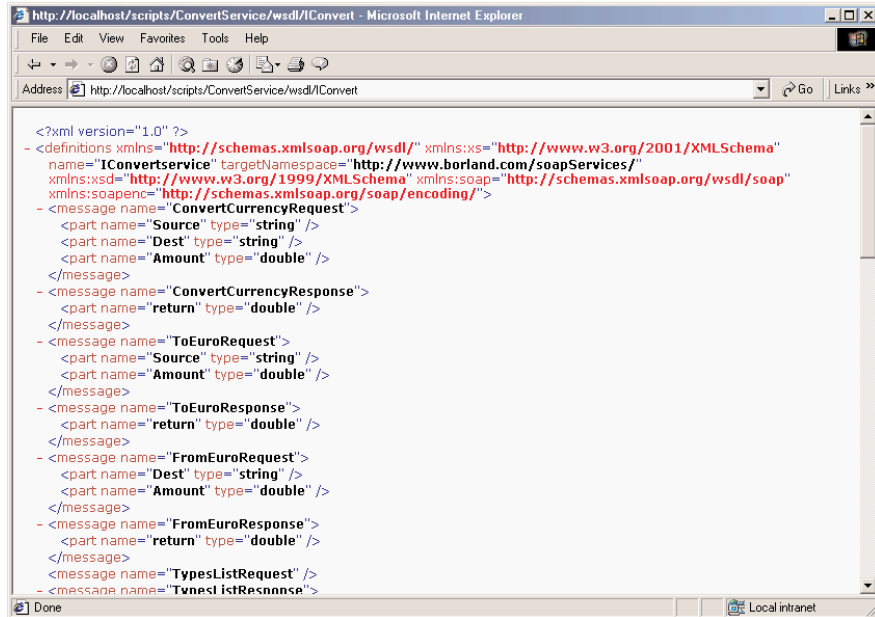 http://localhost/scripts/ConvertService/wsdl/IConvert - Microsoft Internet Explorer
File Edit View Favorites Tools Help
Address http://localhost/scripts/ConvertService/wsdl/IConvert Go Links »
<?xml version="1.0" ?>
- <definitions xmlns="http://schemas.xmlsoap.org/wsdl/" xmlns:xs="http://www.w3.org/2001/XMLSchema"
name="IConvertservice" targetNamespace="http://www.borland.com/soapServices/"
xmlns:xsd="http://www.w3.org/1999/XMLSchema" xmlns:soap="http://schemas.xmlsoap.org/wsdl/soap"
xmlns:soapenc="http://schemas.xmlsoap.org/soap/encoding/">
- <message name="ConvertCurrencyRequest">
<part name="Source" type="string" />
<part name="Dest" type="string" />
<part name="Amount" type="double" />
</message>
- <message name="ConvertCurrencyResponse">
<part name="return" type="double" />
</message>
- <message name="ToEuroRequest">
<part name="Source" type="string" />
<part name="Amount" type="double" />
</message>
- <message name="ToEuroResponse">
<part name="return" type="double" />
</message>
- <message name="FromEuroRequest">
<part name="Dest" type="string" />
<part name="Amount" type="double" />
</message>
- <message name="FromEuroResponse">
<part name="return" type="double" />
</message>
<message name="TypesListRequest" />
- <message name="TypesListResponse">
Done Local intranet